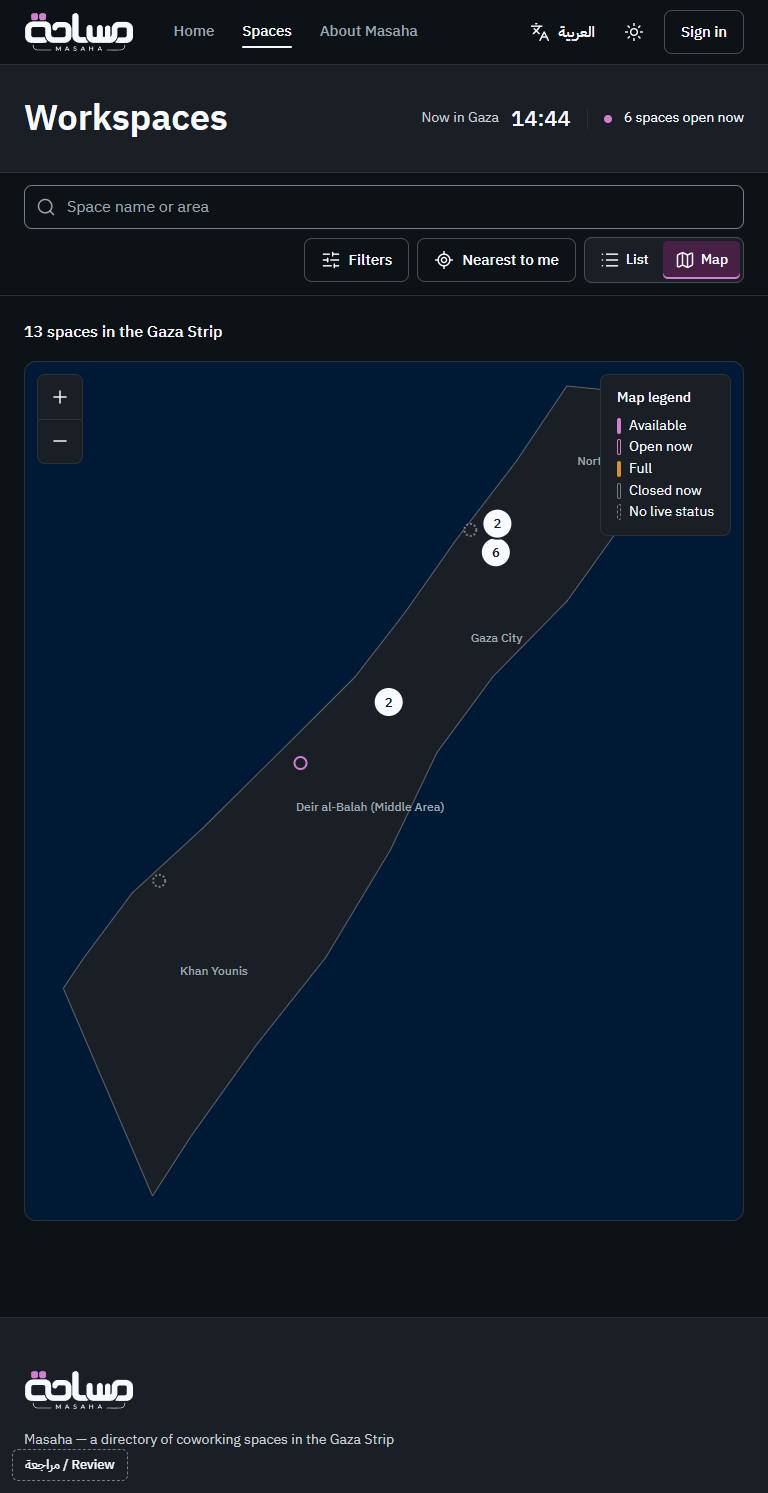 مساحة
MASAHA
Home
Spaces
About Masaha
العربية
Sign in
Workspaces
Now in Gaza 14:44
6 spaces open now
Space name or area
Filters
Nearest to me
List
Map
13 spaces in the Gaza Strip
+
−
Map legend
Available
Open now
Full
Closed now
No live status
Nort
2
6
Gaza City
2
Deir al-Balah (Middle Area)
Khan Younis
مساحة
MASAHA
Masaha — a directory of coworking spaces in the Gaza Strip
مراجعة / Review